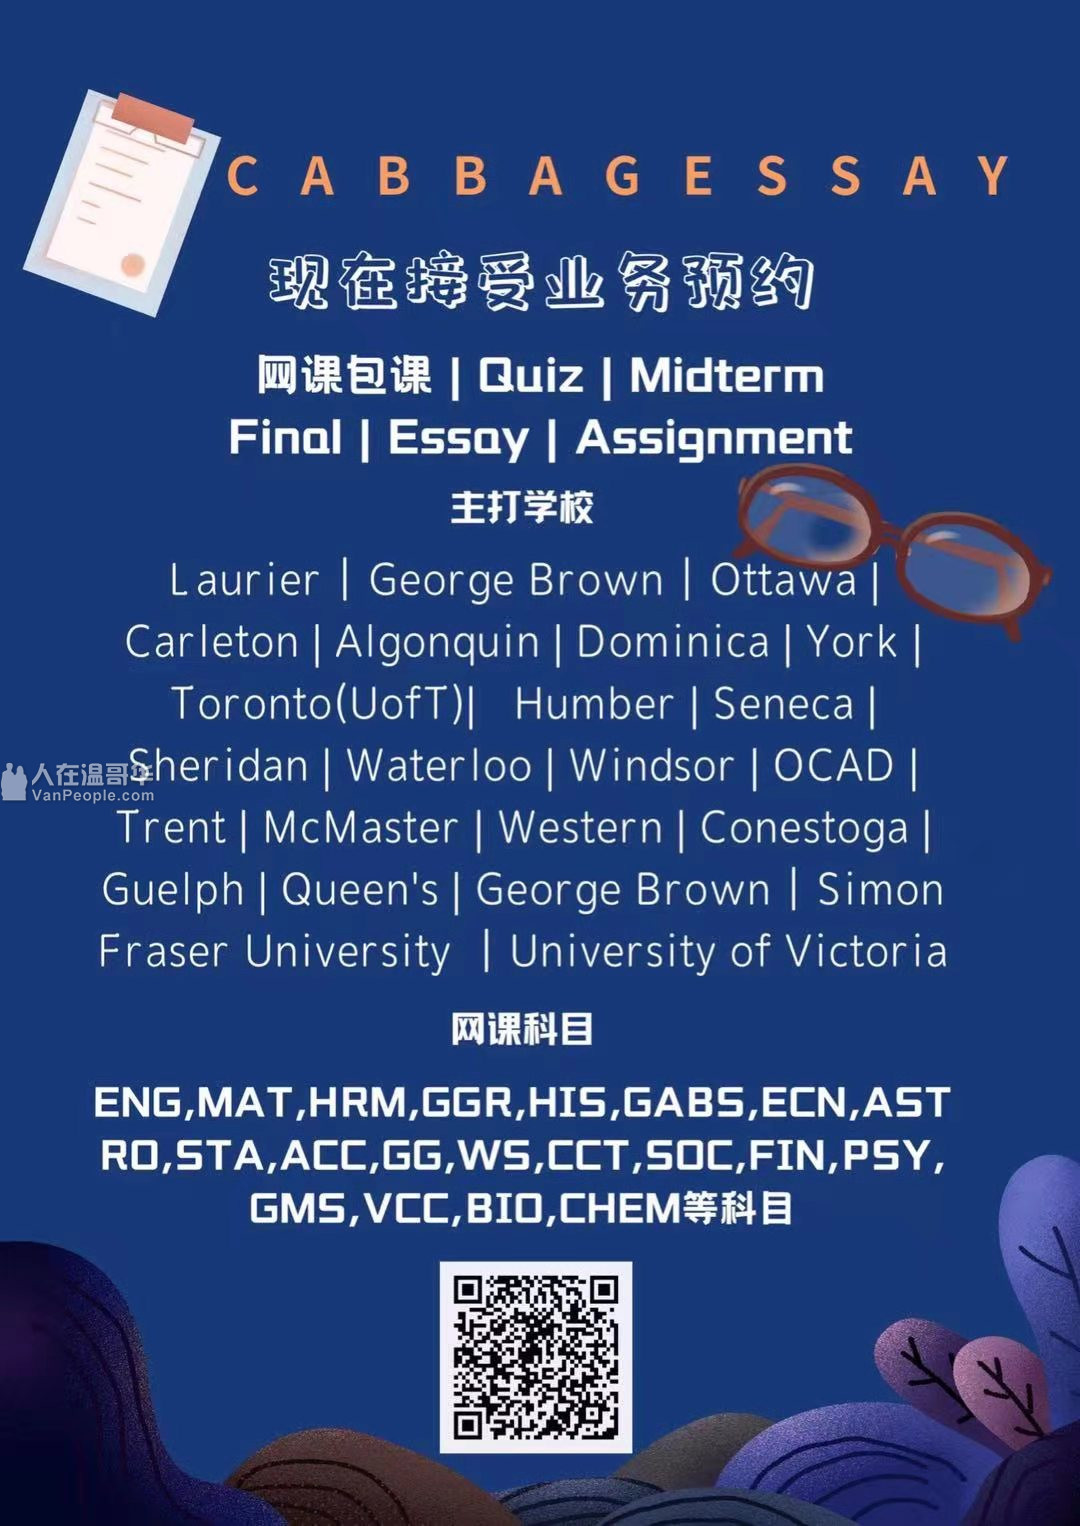 CABBAGESSAY
现在接受业务预约
网课包课 | Quiz | Midterm
Final | Essay | Assignment
主打学校
Laurier | George Brown | Ottawa |
Carleton | Algonquin | Dominica | York |
Toronto(UofT)| Humber | Seneca |
Sheridan | Waterloo | Windsor | OCAD |
人在温哥华
VanPeople.com
Trent | McMaster | Western | Conestoga |
Guelph | Queen's | George Brown | Simon
Fraser University | University of Victoria
网课科目
ENG,MAT,HRM,GGR,HIS,GABS,ECN,AST
RO,STA,ACC,GG,WS,CCT,SOC,FIN,PSY,
GMS,VCC,BIO,CHEM等科目